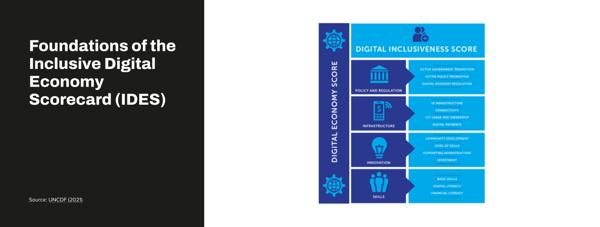 Foundations of the
Inclusive Digital
Economy
Scorecard (IDES)
Source: UNCDF (2021)
DIGITAL ECONOMY SCORE
DIGITAL INCLUSIVENESS SCORE
POLICY AND REGULATION
ACTIVE GOVERNMENT PROMOTION
ACTIVE POLICY PROMOTION
DIGITAL ECONOMY REGULATION
INFRASTRUCTURE
CONNECTIVITY
ICT USAGE AND OWNERSHIP
DIGITAL PAYMENTS
INNOVATION
COMMUNITY DEVELOPMENT
LEVEL OF SKILLS
SUPPORTING INFRASTRUCTURE
INVESTMENT
SKILLS
BASIC SKILLS
DIGITAL LITERACY
FINANCIAL LITERACY